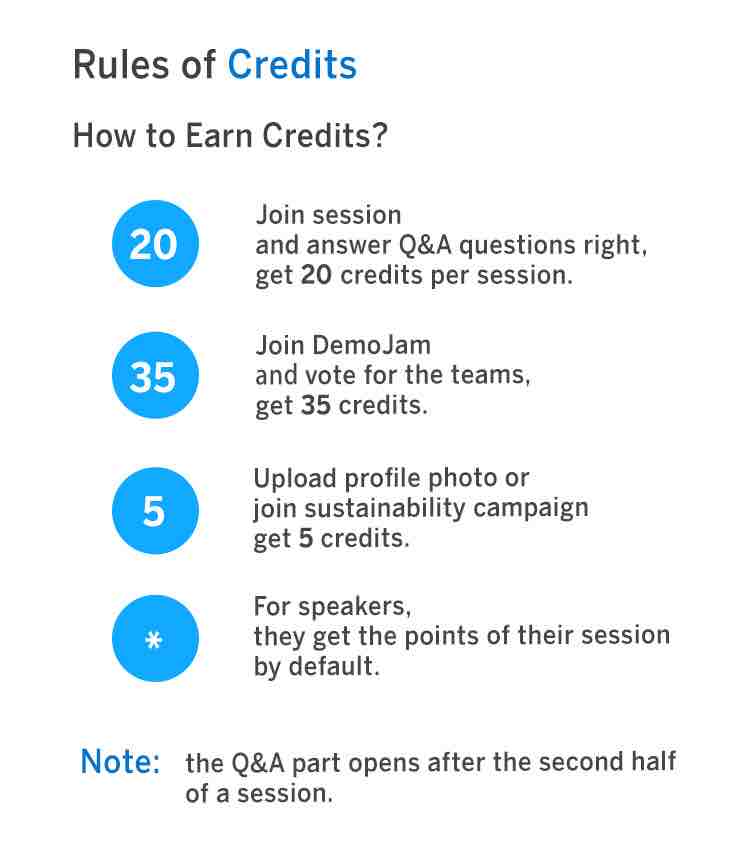 Rules of Credits
How to Earn Credits?
20
Join session
and answer Q&A questions right,
get 20 credits per session.
35
Join DemoJam
and vote for the teams,
get 35 credits.
5
Upload profile photo or
join sustainability campaign
get 5 credits.
*
For speakers,
they get the points of their session
by default.
Note: the Q&A part opens after the second half
of a session.